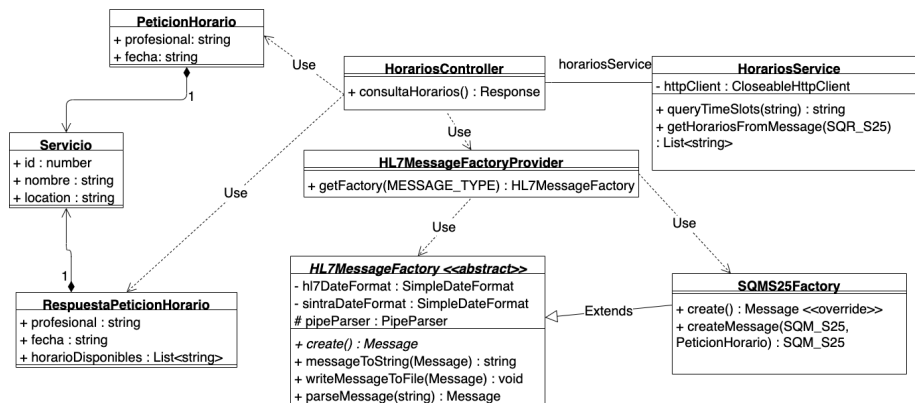 PeticionHorario
+ profesional: string
+ fecha: string
1
Use
HorariosController
+ consultaHorarios() : Response
horariosService
HorariosService
- httpClient : CloseableHttpClient
+ queryTimeSlots(string) : string
+ getHorariosFromMessage(SQR_S25)
: List<string>
Servicio
+ id : number
+ nombre : string
+ location : string
Use
Use
HL7MessageFactoryProvider
+ getFactory(MESSAGE_TYPE) : HL7MessageFactory
Use
Use
1
RespuestaPeticionHorario
+ profesional : string
+ fecha : string
+ horarioDisponibles : List<string>
HL7MessageFactory <<abstract>>
- hl7DateFormat : SimpleDateFormat
- sintraDateFormat : SimpleDateFormat
# pipeParser : PipeParser
+ create() : Message
+ messageToString(Message) : string
+ writeMessageToFile(Message) : void
+ parseMessage(string) : Message
Extends
SQMS25Factory
+ create() : Message <<override>>
+ createMessage(SQM_S25,
PeticionHorario) : SQM_S25